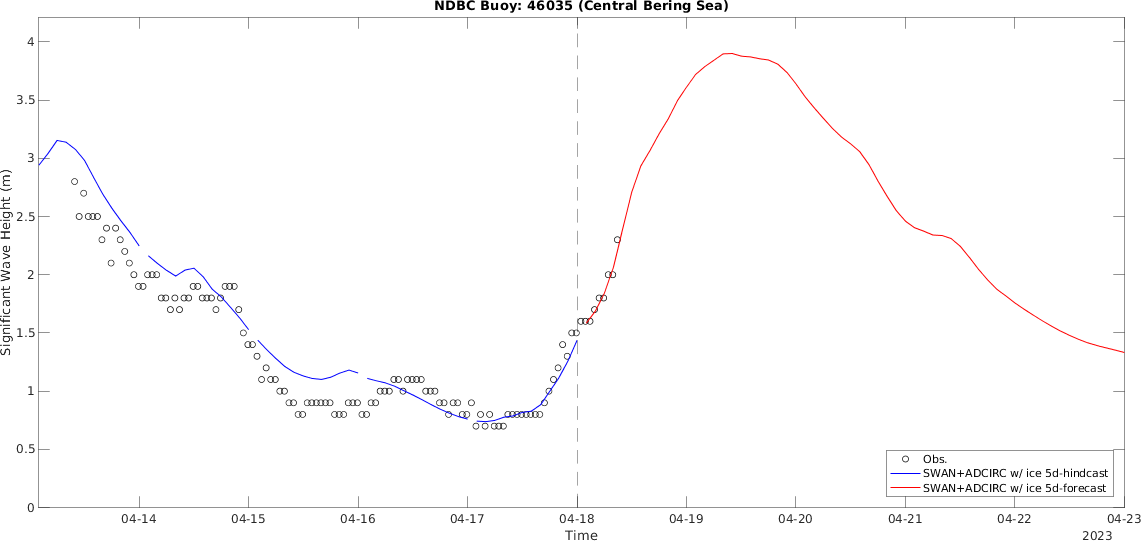 NDBC Buoy: 46035 (Central Bering Sea)
Significant Wave Height (m)
4
3.5
3
2.5
2
1.5
1
0.5
0
Obs.
SWAN+ADCIRC w/ ice 5d-hindcast
SWAN+ADCIRC w/ ice 5d-forecast
04-14 04-15 04-16 04-17 04-18 04-19 04-20 04-21 04-22 04-23
Time
2023